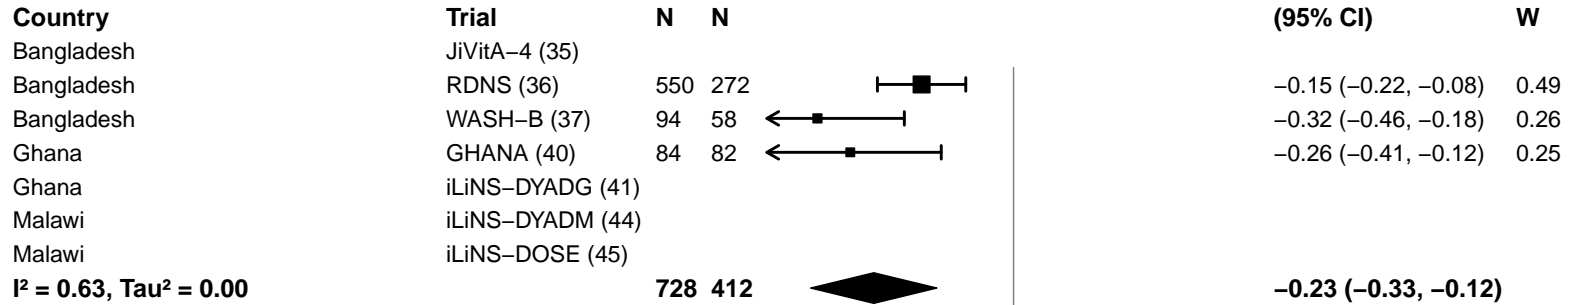 Country Trial N N (95% CI) W
Bangladesh JiVitA−4 (35)
Bangladesh RDNS (36) 550 272 −0.15 (−0.22, −0.08) 0.49
Bangladesh WASH−B (37) 94 58 −0.32 (−0.46, −0.18) 0.26
Ghana GHANA (40) 84 82 −0.26 (−0.41, −0.12) 0.25
Ghana iLiNS−DYADG (41)
Malawi iLiNS−DYADM (44)
Malawi iLiNS−DOSE (45)
I² = 0.63, Tau² = 0.00 728 412 −0.23 (−0.33, −0.12)